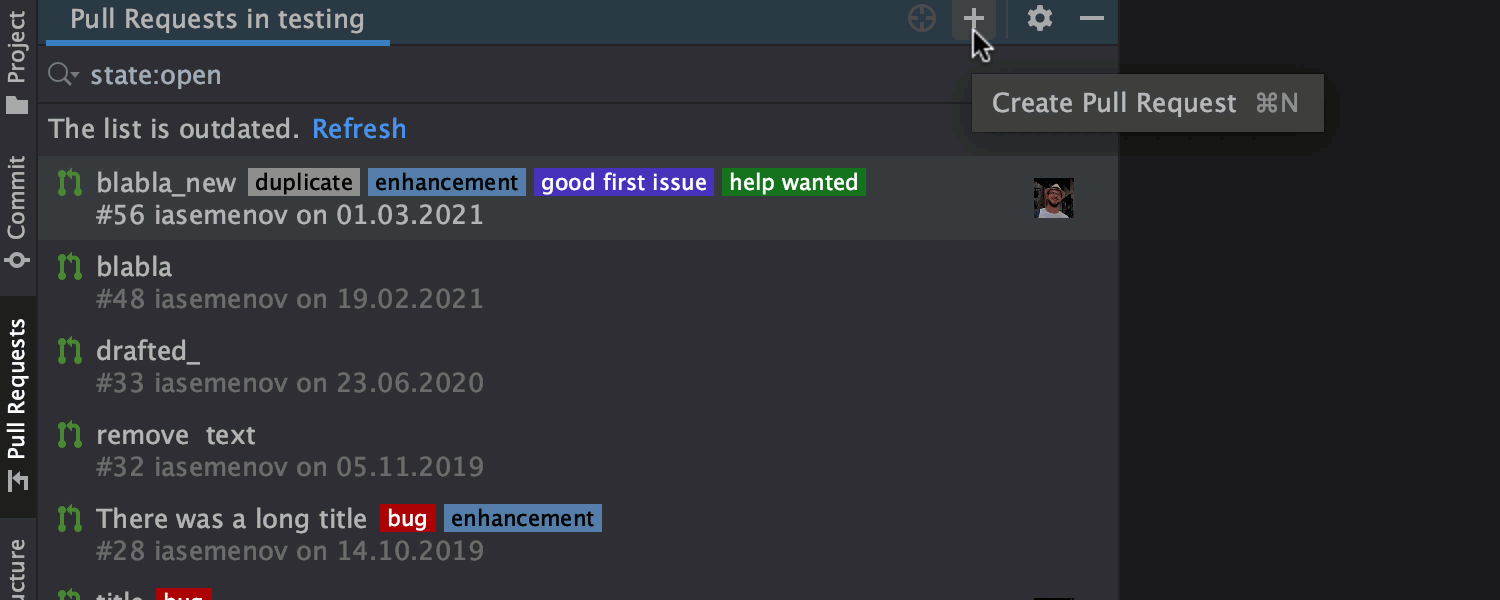 Pull Requests in testing
state:open
Create Pull Request ⌘N
The list is outdated. Refresh
blabla_new duplicate enhancement good first issue help wanted
#56 iasemenov on 01.03.2021
blabla
#48 iasemenov on 19.02.2021
drafted_
#33 iasemenov on 23.06.2020
remove text
#32 iasemenov on 05.11.2019
There was a long title bug enhancement
#28 iasemenov on 14.10.2019
title bug
Project
Commit
Pull Requests